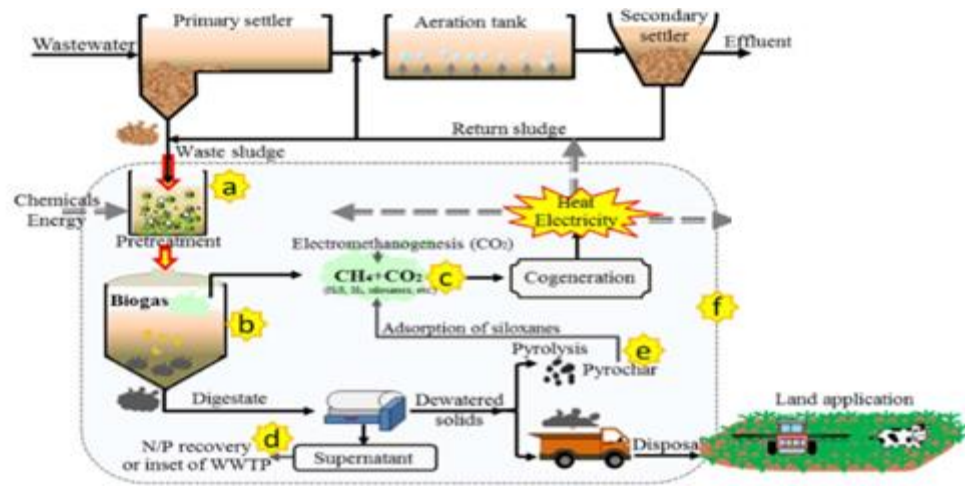 Primary settler
Aeration tank
Secondary
settler
Wastewater
Effluent
Return sludge
Waste sludge
a
Chemicals
Energy
Pretreatment
Heat
Electricity
Electromethanogenesis (CO₂)
Biogas
CH₄+CO₂
c
Cogeneration
b
f
Adsorption of siloxanes
e
Pyrolysis
Pyrochar
Digestate
Dewatered
solids
Land application
N/P recovery
or inset of WWTP
d
Supernatant
Disposal